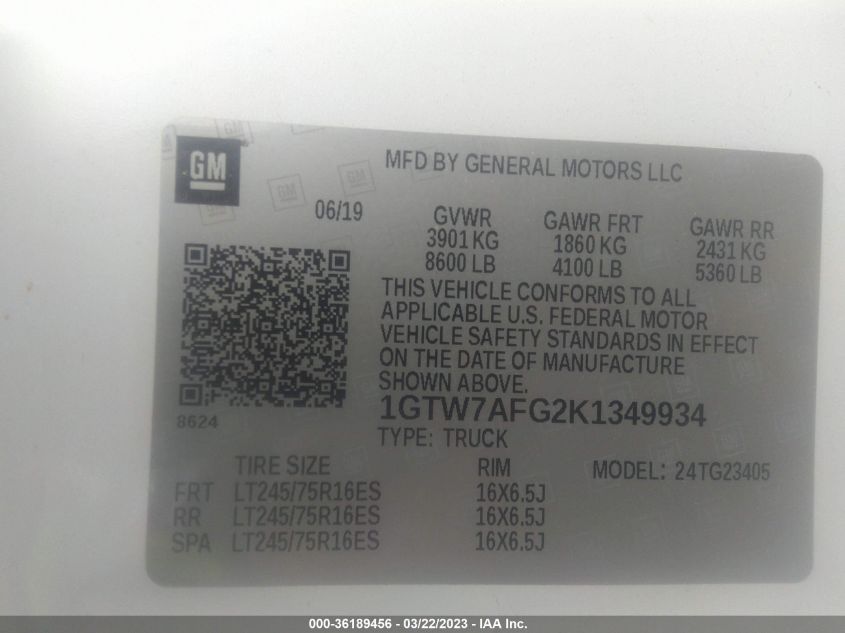 GM
MFD BY GENERAL MOTORS LLC
06/19
GVWR GAWR FRT GAWR RR
3901 KG 1860 KG 2431 KG
8600 LB 4100 LB 5360 LB
THIS VEHICLE CONFORMS TO ALL
APPLICABLE U.S. FEDERAL MOTOR
VEHICLE SAFETY STANDARDS IN EFFECT
ON THE DATE OF MANUFACTURE
SHOWN ABOVE.
8624
1GTW7AFG2K1349934
TYPE: TRUCK
TIRE SIZE RIM MODEL: 24TG23405
FRT LT245/75R16ES 16X6.5J
RR LT245/75R16ES 16X6.5J
SPA LT245/75R16ES 16X6.5J
000-36189456 - 03/22/2023 - IAA Inc.